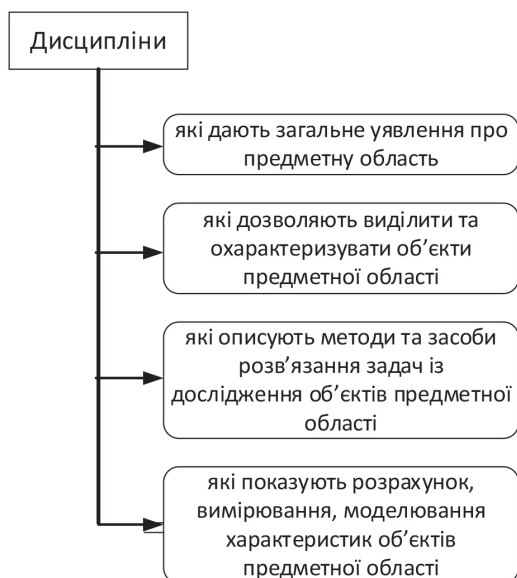 Дисципліни
які дають загальне уявлення про
предметну область
які дозволяють виділити та
охарактеризувати об’єкти
предметної області
які описують методи та засоби
розв’язання задач із
дослідження об’єктів предметної
області
які показують розрахунок,
вимірювання, моделювання
характеристик об’єктів
предметної області